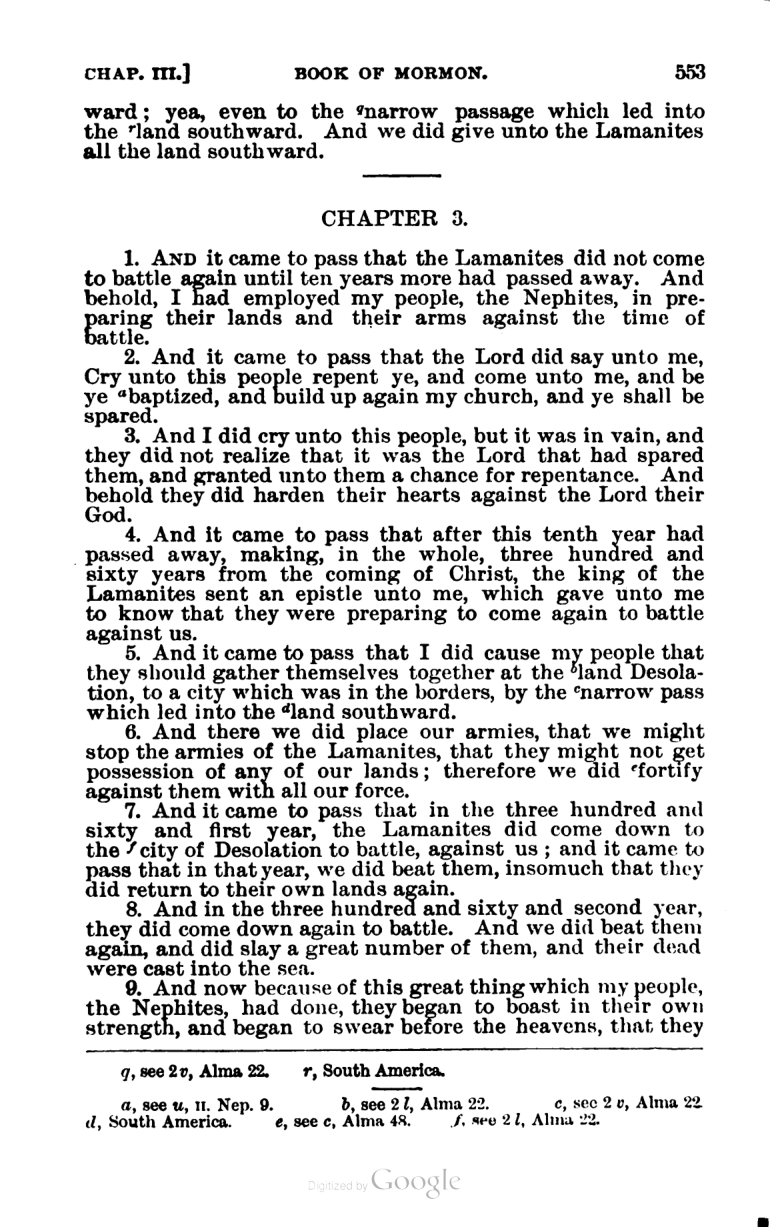 CHAP. III.] BOOK OF MORMON. 553
ward; yea, even to the qnarrow passage which led into
the rland southward. And we did give unto the Lamanites
all the land southward.
CHAPTER 3.
1. AND it came to pass that the Lamanites did not come
to battle again until ten years more had passed away. And
behold, I had employed my people, the Nephites, in pre-
paring their lands and their arms against the time of
battle.
2. And it came to pass that the Lord did say unto me,
Cry unto this people repent ye, and come unto me, and be
ye abaptized, and build up again my church, and ye shall be
spared.
3. And I did cry unto this people, but it was in vain, and
they did not realize that it was the Lord that had spared
them, and granted unto them a chance for repentance. And
behold they did harden their hearts against the Lord their
God.
4. And it came to pass that after this tenth year had
passed away, making, in the whole, three hundred and
sixty years from the coming of Christ, the king of the
Lamanites sent an epistle unto me, which gave unto me
to know that they were preparing to come again to battle
against us.
5. And it came to pass that I did cause my people that
they should gather themselves together at the bland Desola-
tion, to a city which was in the borders, by the cnarrow pass
which led into the dland southward.
6. And there we did place our armies, that we might
stop the armies of the Lamanites, that they might not get
possession of any of our lands; therefore we did efortify
against them with all our force.
7. And it came to pass that in the three hundred and
sixty and first year, the Lamanites did come down to
the fcity of Desolation to battle, against us; and it came to
pass that in that year, we did beat them, insomuch that they
did return to their own lands again.
8. And in the three hundred and sixty and second year,
they did come down again to battle. And we did beat them
again, and did slay a great number of them, and their dead
were cast into the sea.
9. And now because of this great thing which my people,
the Nephites, had done, they began to boast in their own
strength, and began to swear before the heavens, that they
q, see 2v, Alma 22. r, South America.
a, see u, II. Nep. 9. b, see 2 l, Alma 22. c, see 2 v, Alma 22
d, South America. e, see c, Alma 48. f, see 2 l, Alma 22.
Digitized by Google